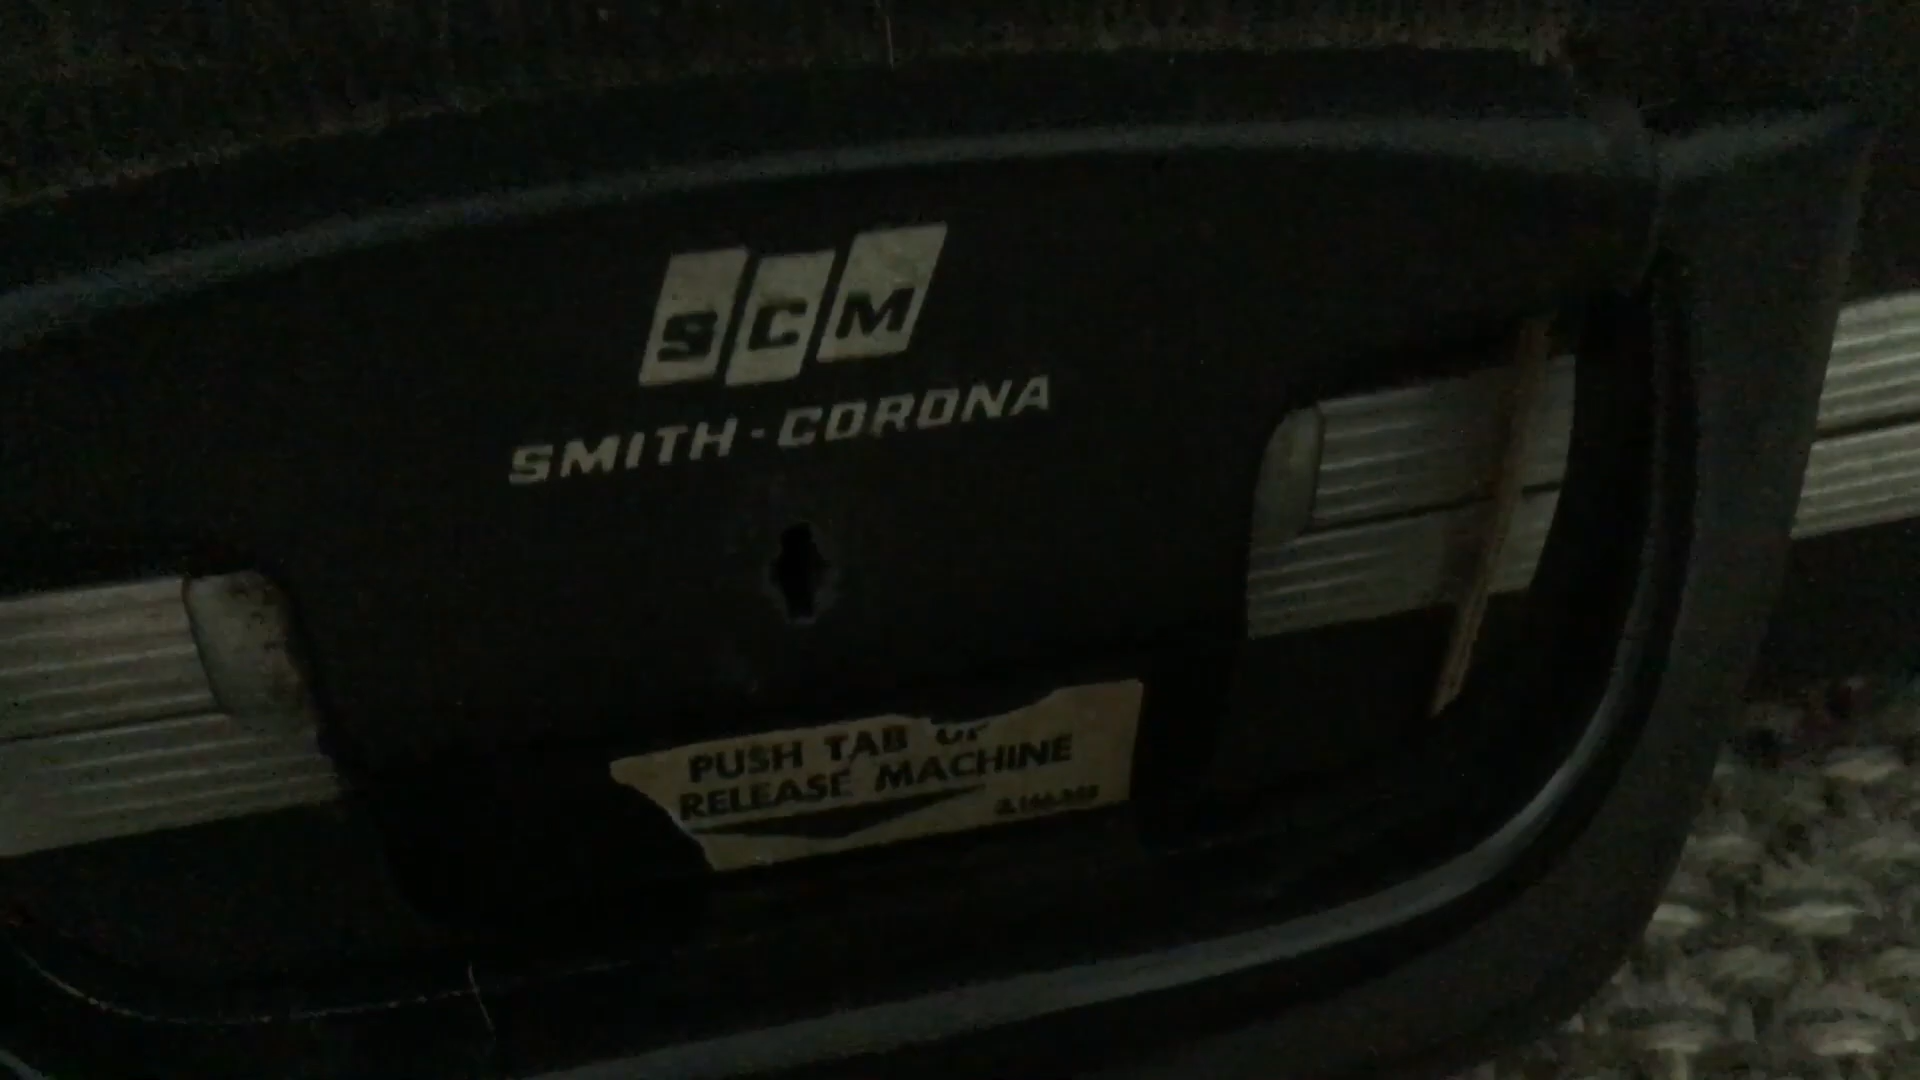 SCM
SMITH-CORONA
PUSH TAB
RELEASE MACHINE